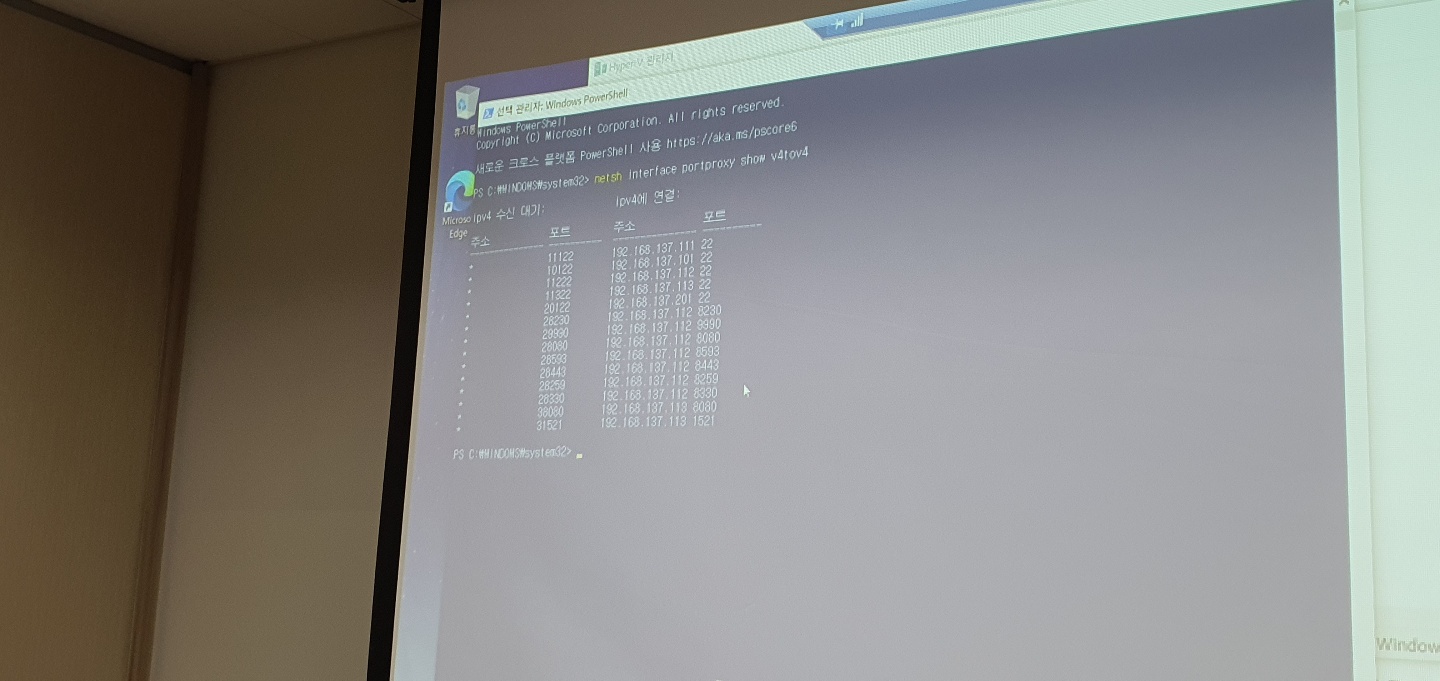 Hyper-V 관리자
선택 관리자: Windows PowerShell
휴지통
Windows PowerShell
Copyright (C) Microsoft Corporation. All rights reserved.
새로운 크로스 플랫폼 PowerShell 사용 https://aka.ms/pscore6
PS C:₩WINDOWS₩system32> netsh interface portproxy show v4tov4
Microso
Edge
ipv4 수신 대기: ipv4에 연결:
주소 포트 주소 포트
--------------- ---------- --------------- ----------
* 11122 192.168.137.111 22
* 10122 192.168.137.101 22
* 11222 192.168.137.112 22
* 11322 192.168.137.113 22
* 20122 192.168.137.201 22
* 28230 192.168.137.112 8230
* 29990 192.168.137.112 9990
* 28080 192.168.137.112 8080
* 28593 192.168.137.112 8593
* 28443 192.168.137.112 8443
* 28259 192.168.137.112 8259
* 28330 192.168.137.112 8330
* 38080 192.168.137.113 8080
* 31521 192.168.137.113 1521
PS C:₩WINDOWS₩system32>
Window